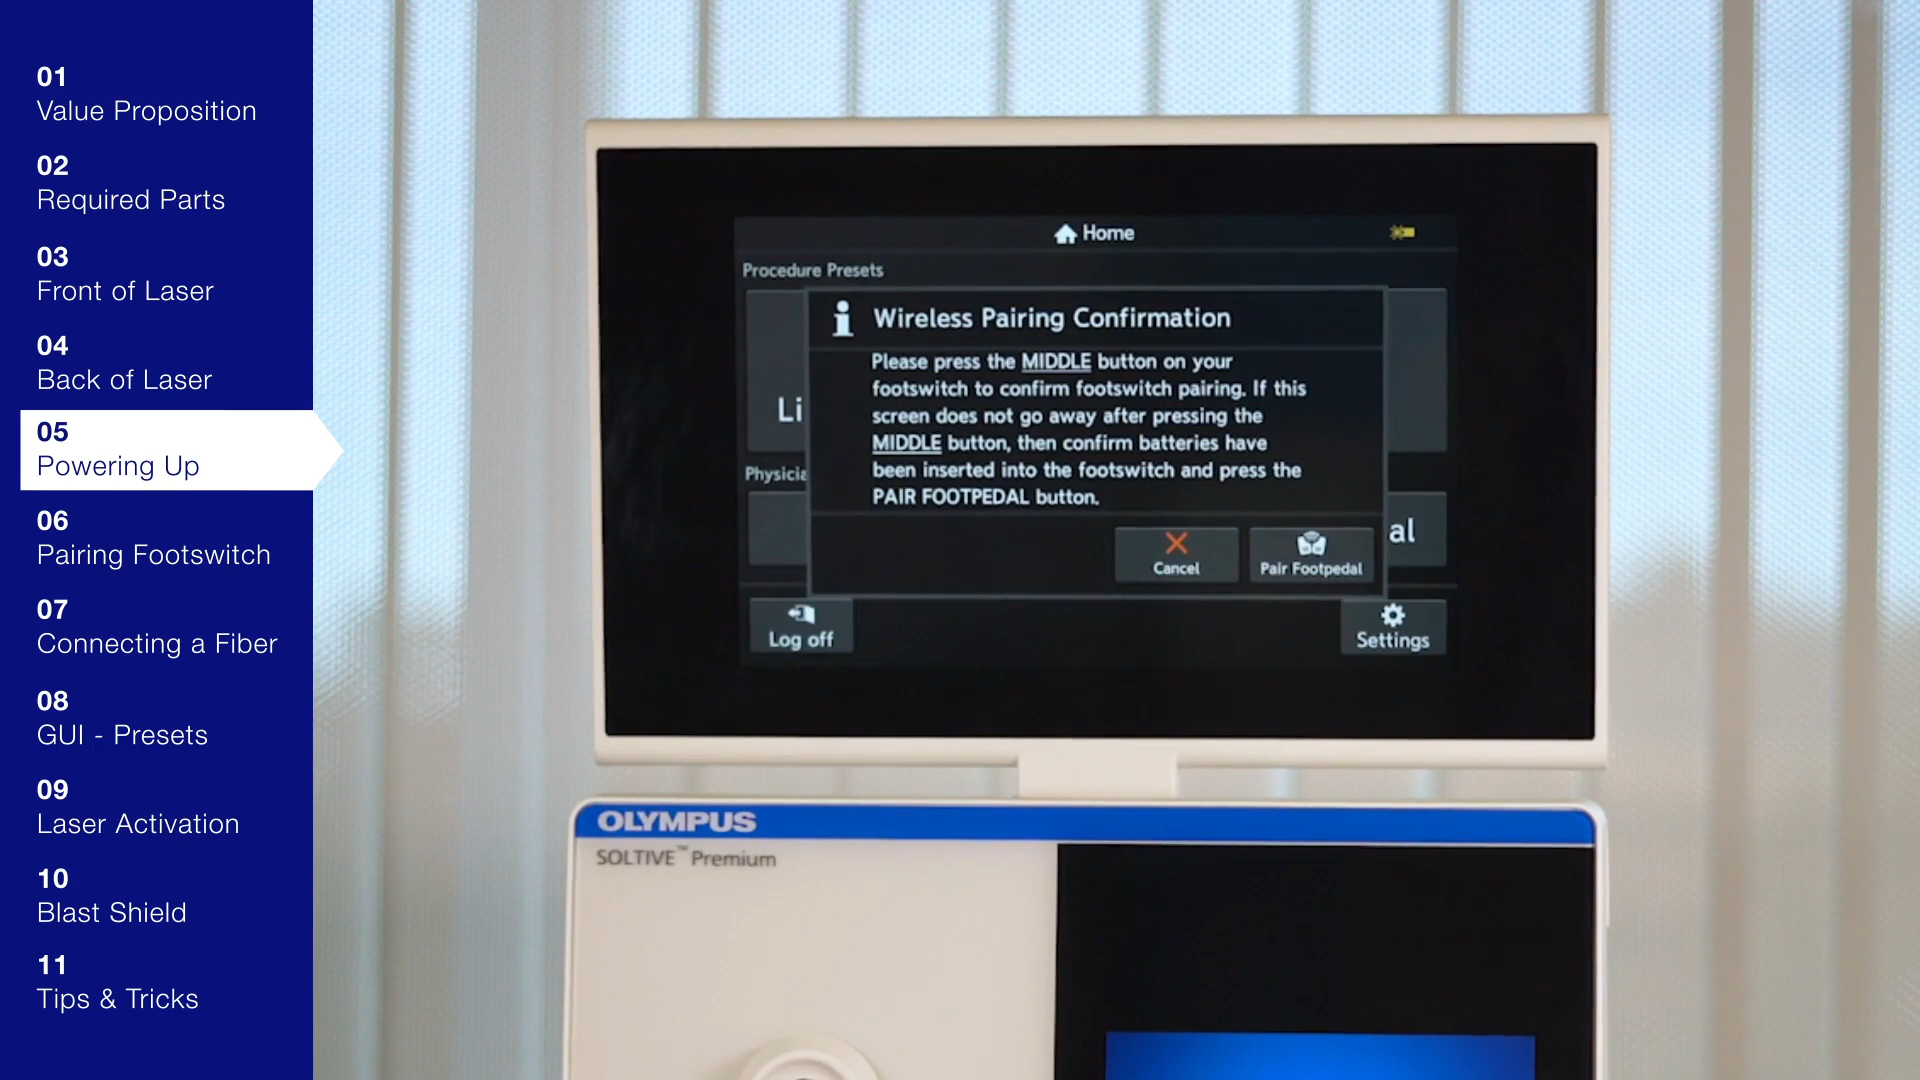 01
Value Proposition
02
Required Parts
03
Front of Laser
04
Back of Laser
05
Powering Up
06
Pairing Footswitch
07
Connecting a Fiber
08
GUI - Presets
09
Laser Activation
10
Blast Shield
11
Tips & Tricks
Home
Procedure Presets
Wireless Pairing Confirmation
Please press the MIDDLE button on your
footswitch to confirm footswitch pairing. If this
screen does not go away after pressing the
MIDDLE button, then confirm batteries have
been inserted into the footswitch and press the
PAIR FOOTPEDAL button.
Li
Physicia
al
Cancel
Pair Footpedal
Log off
Settings
OLYMPUS
SOLTIVE™ Premium